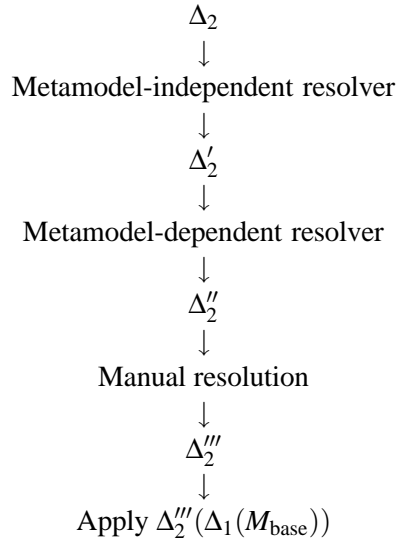 Δ₂
↓
Metamodel-independent resolver
↓
Δ₂′
↓
Metamodel-dependent resolver
↓
Δ₂″
↓
Manual resolution
↓
Δ₂‴
↓
Apply Δ₂‴(Δ₁(M_base))